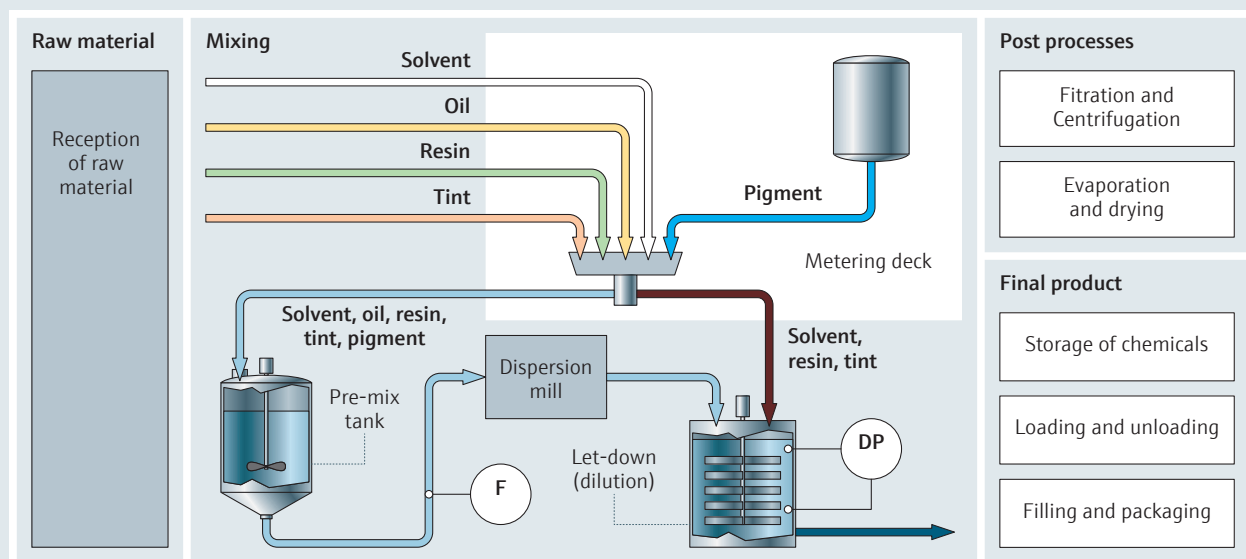 Raw material
Reception
of raw
material
Mixing
Solvent
Oil
Resin
Tint
Pigment
Metering deck
Solvent, oil, resin,
tint, pigment
Solvent,
resin, tint
Pre-mix
tank
Dispersion
mill
F
Let-down
(dilution)
DP
Post processes
Fitration and
Centrifugation
Evaporation
and drying
Final product
Storage of chemicals
Loading and unloading
Filling and packaging